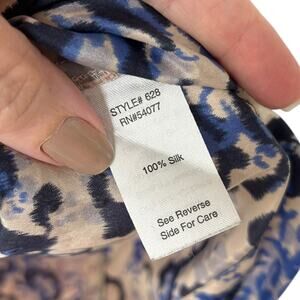 STYLE# 628
RN#54077
100% Silk
See Reverse
Side For Care